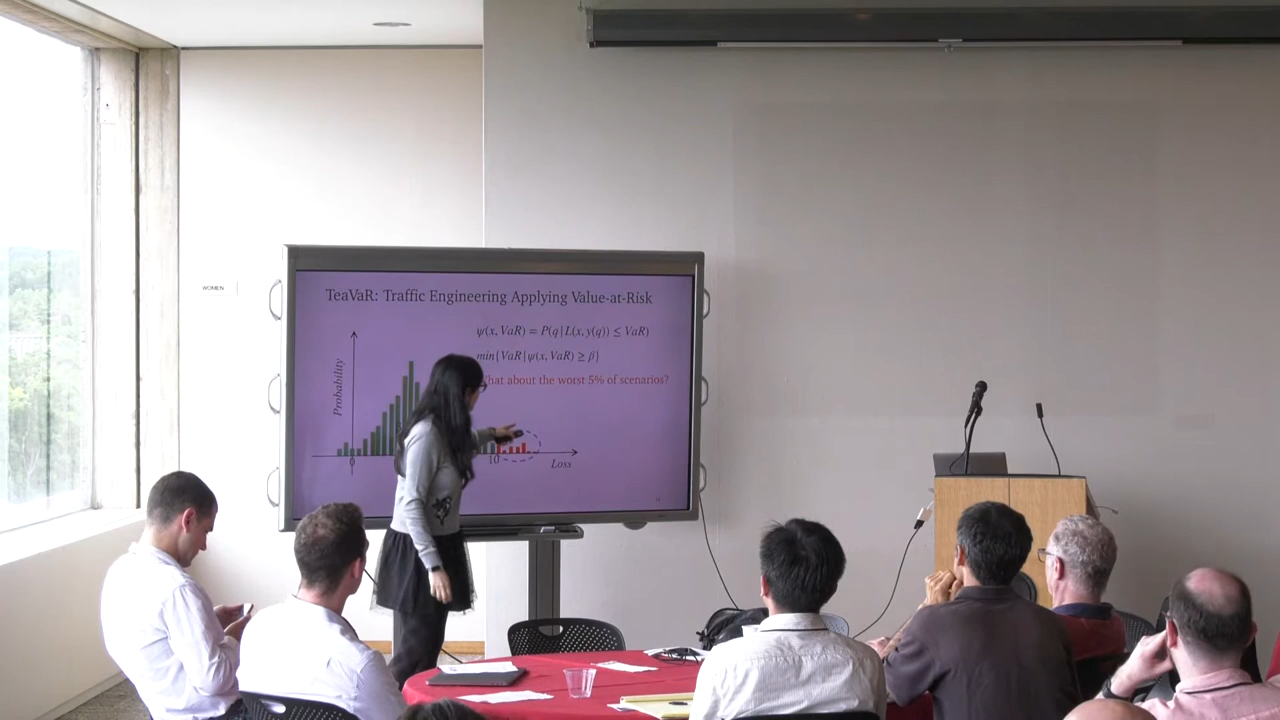 WOMEN
TeaVaR: Traffic Engineering Applying Value-at-Risk
ψ(x, VaR) = P(q|L(x, y(q)) ≤ VaR)
min{VaR|ψ(x, VaR) ≥ β}
about the worst 5% of scenarios?
Probability
0
10
Loss